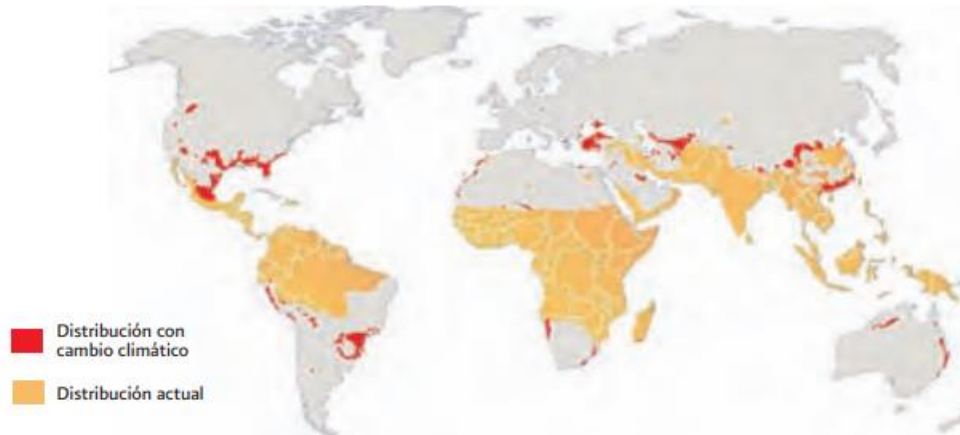 Distribución con
cambio climático
Distribución actual